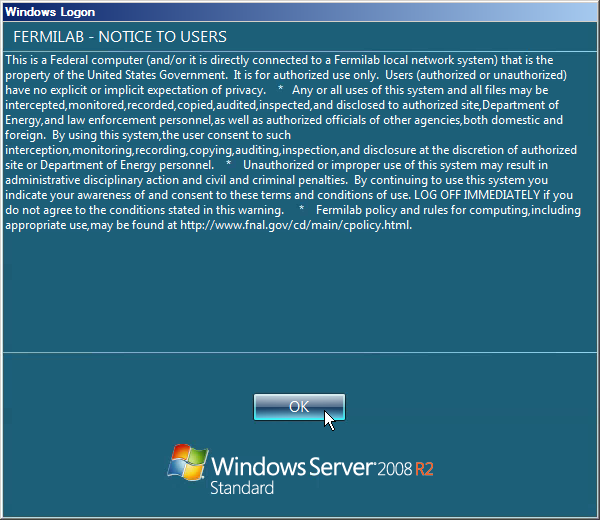 Windows Logon
FERMILAB - NOTICE TO USERS
This is a Federal computer (and/or it is directly connected to a Fermilab local network system) that is the
property of the United States Government.  It is for authorized use only.  Users (authorized or unauthorized)
have no explicit or implicit expectation of privacy.    *   Any or all uses of this system and all files may be
intercepted,monitored,recorded,copied,audited,inspected,and disclosed to authorized site,Department of
Energy,and law enforcement personnel,as well as authorized officials of other agencies,both domestic and
foreign.  By using this system,the user consent to such
interception,monitoring,recording,copying,auditing,inspection,and disclosure at the discretion of authorized
site or Department of Energy personnel.    *    Unauthorized or improper use of this system may result in
administrative disciplinary action and civil and criminal penalties.  By continuing to use this system you
indicate your awareness of and consent to these terms and conditions of use. LOG OFF IMMEDIATELY if you
do not agree to the conditions stated in this warning.    *   Fermilab policy and rules for computing,including
appropriate use,may be found at http://www.fnal.gov/cd/main/cpolicy.html.
OK
Windows Server 2008 R2
Standard